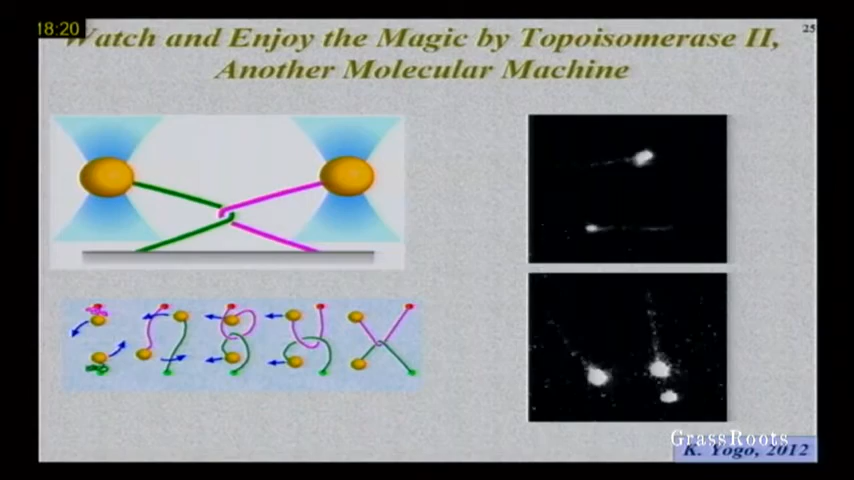 18:20
Watch and Enjoy the Magic by Topoisomerase II,
25
Another Molecular Machine
GrassRoots
K. Yogo, 2012